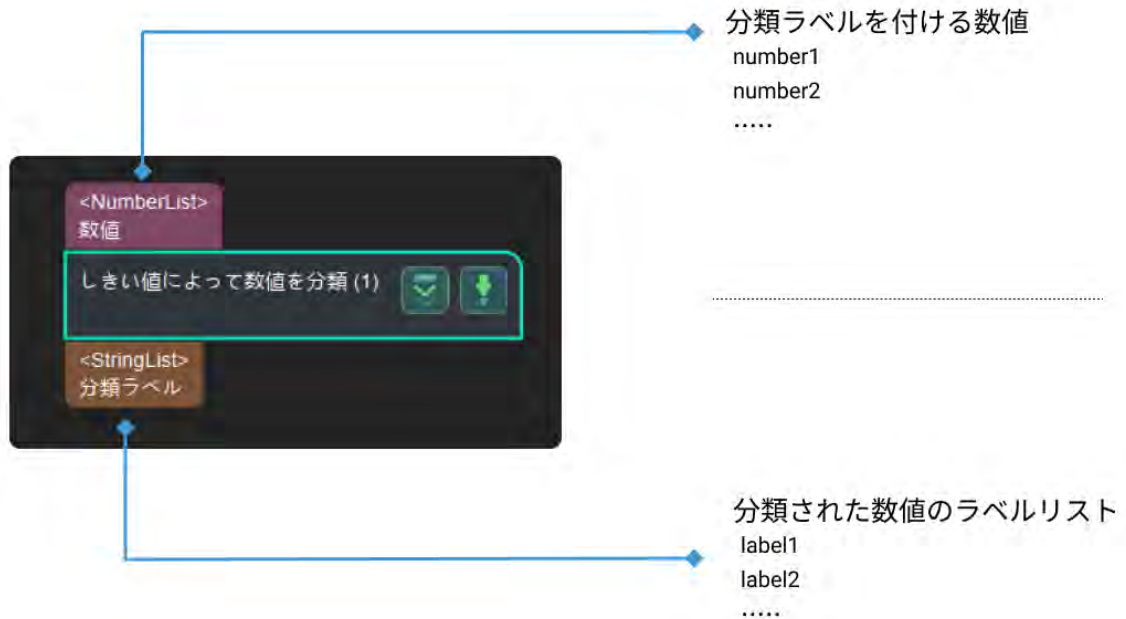 分類ラベルを付ける数値
number1
number2
.....
<NumberList>
数値
しきい値によって数値を分類 (1)
<StringList>
分類ラベル
分類された数値のラベルリスト
label1
label2
.....